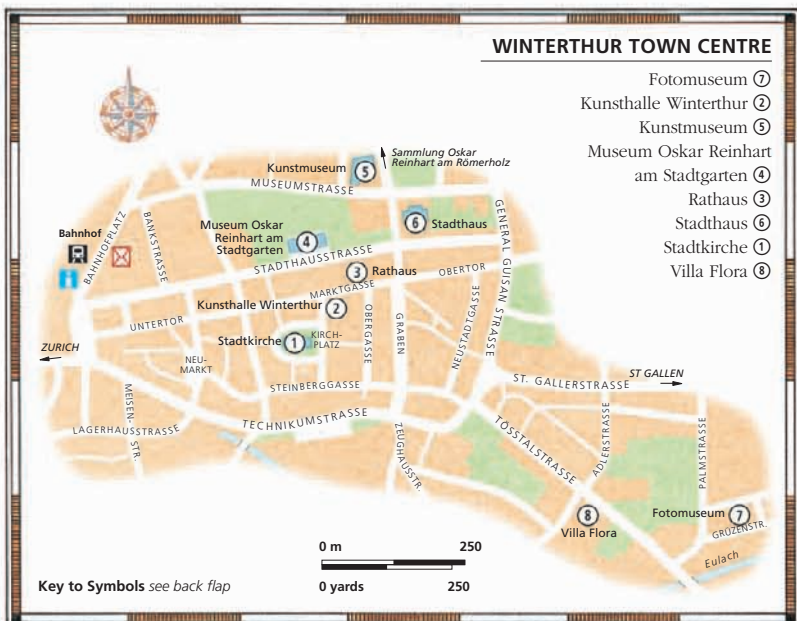 WINTERTHUR TOWN CENTRE
Fotomuseum ⑦
Kunsthalle Winterthur ②
Kunstmuseum ⑤
Museum Oskar Reinhart
am Stadtgarten ④
Rathaus ③
Stadthaus ⑥
Stadtkirche ①
Villa Flora ⑧
Sammlung Oskar
Reinhart am Römerholz
Kunstmuseum
5
MUSEUMSTRASSE
Bahnhof
BAHNHOFPLATZ
BANKSTRASSE
Museum Oskar
Reinhart am
Stadtgarten
4
6
Stadthaus
GENERAL GUISAN STRASSE
STADTHAUSSTRASSE
3
Rathaus
OBERTOR
MARKTGASSE
Kunsthalle Winterthur
2
UNTERTOR
OBERGASSE
GRABEN
NEUSTADTGASSE
Stadtkirche
1
KIRCH-
PLATZ
ZURICH
NEU-
MARKT
ST GALLEN
ST. GALLERSTRASSE
STEINBERGGASSE
MEISEN-
STR.
LAGERHAUSSTRASSE
TECHNIKUMSTRASSE
ZEUGHAUSSTR.
TÖSSTALSTRASSE
ADLERSTRASSE
PALMSTRASSE
8
Villa Flora
Fotomuseum
7
GRÜZENSTR.
Eulach
0 m 250
0 yards 250
Key to Symbols see back flap